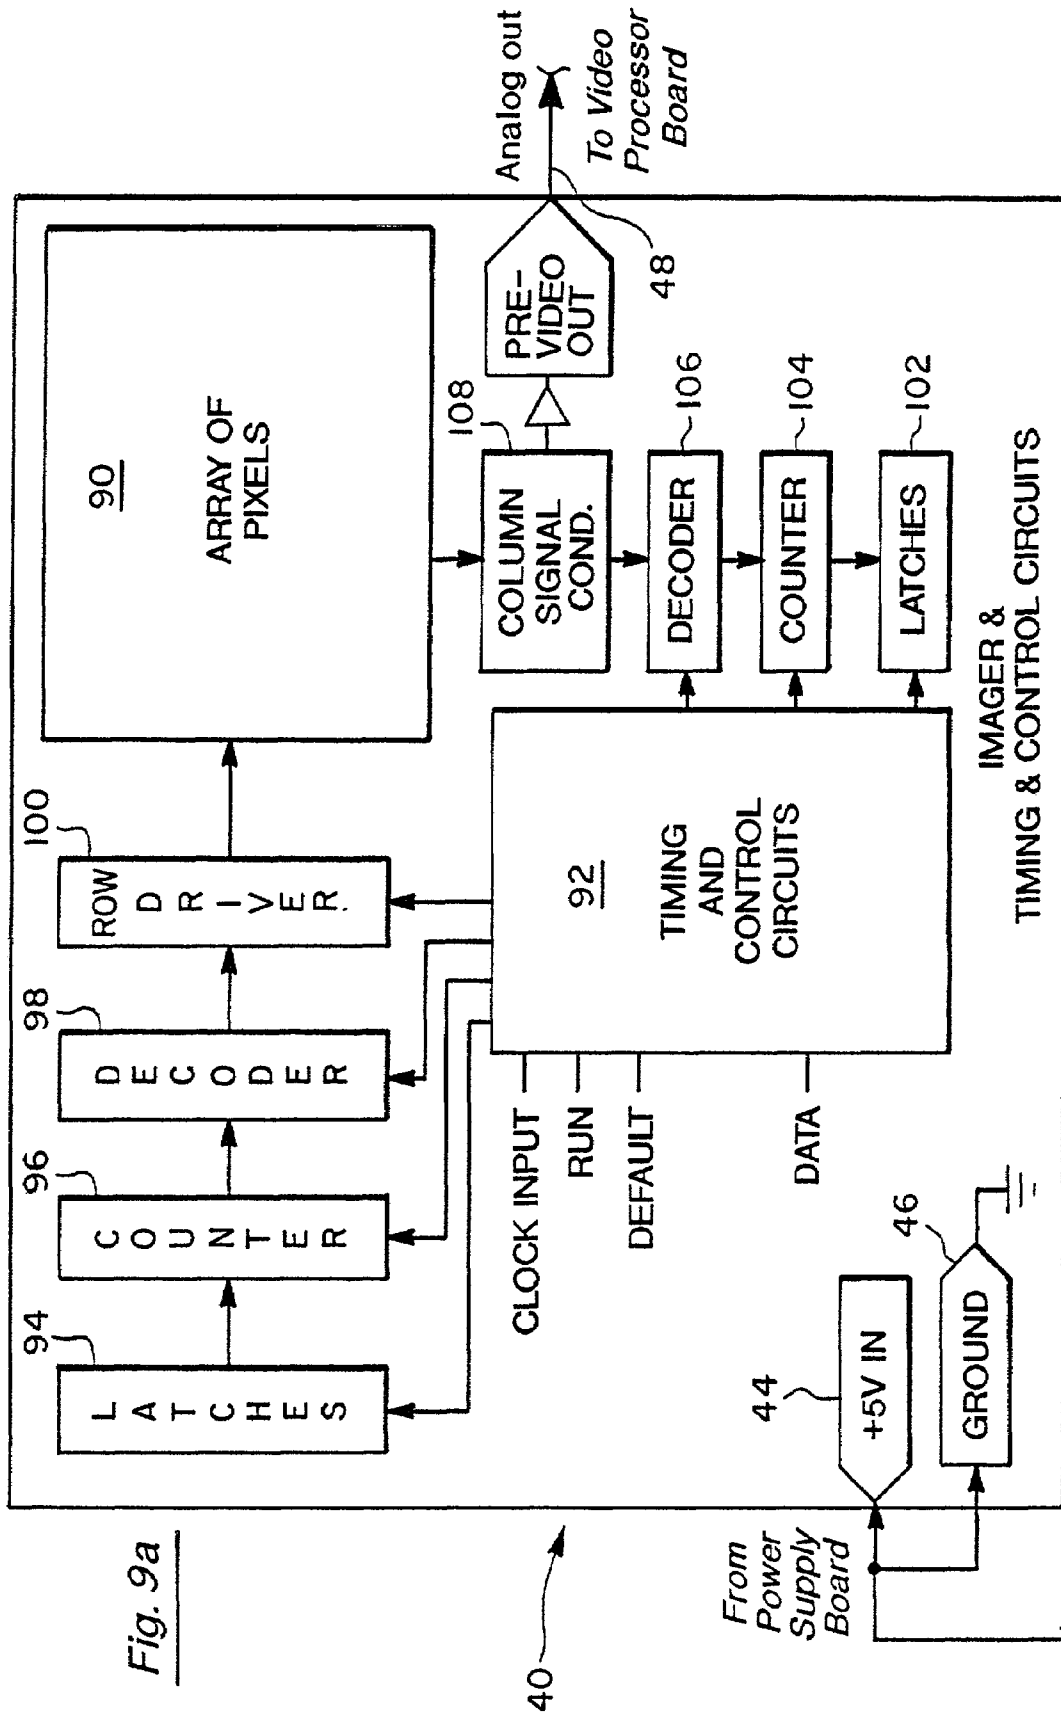 Fig. 9a
40
94
LATCHES
96
COUNTER
98
DECODER
100
ROW
DRIVER.
90
ARRAY OF
PIXELS
CLOCK INPUT
RUN
DEFAULT
DATA
92
TIMING
AND
CONTROL
CIRCUITS
108
COLUMN
SIGNAL
COND.
PRE-
VIDEO
OUT
48
Analog out
To Video
Processor
Board
DECODER
106
COUNTER
104
LATCHES
102
From
Power
Supply
Board
44
+5V IN
46
GROUND
IMAGER &
TIMING & CONTROL CIRCUITS